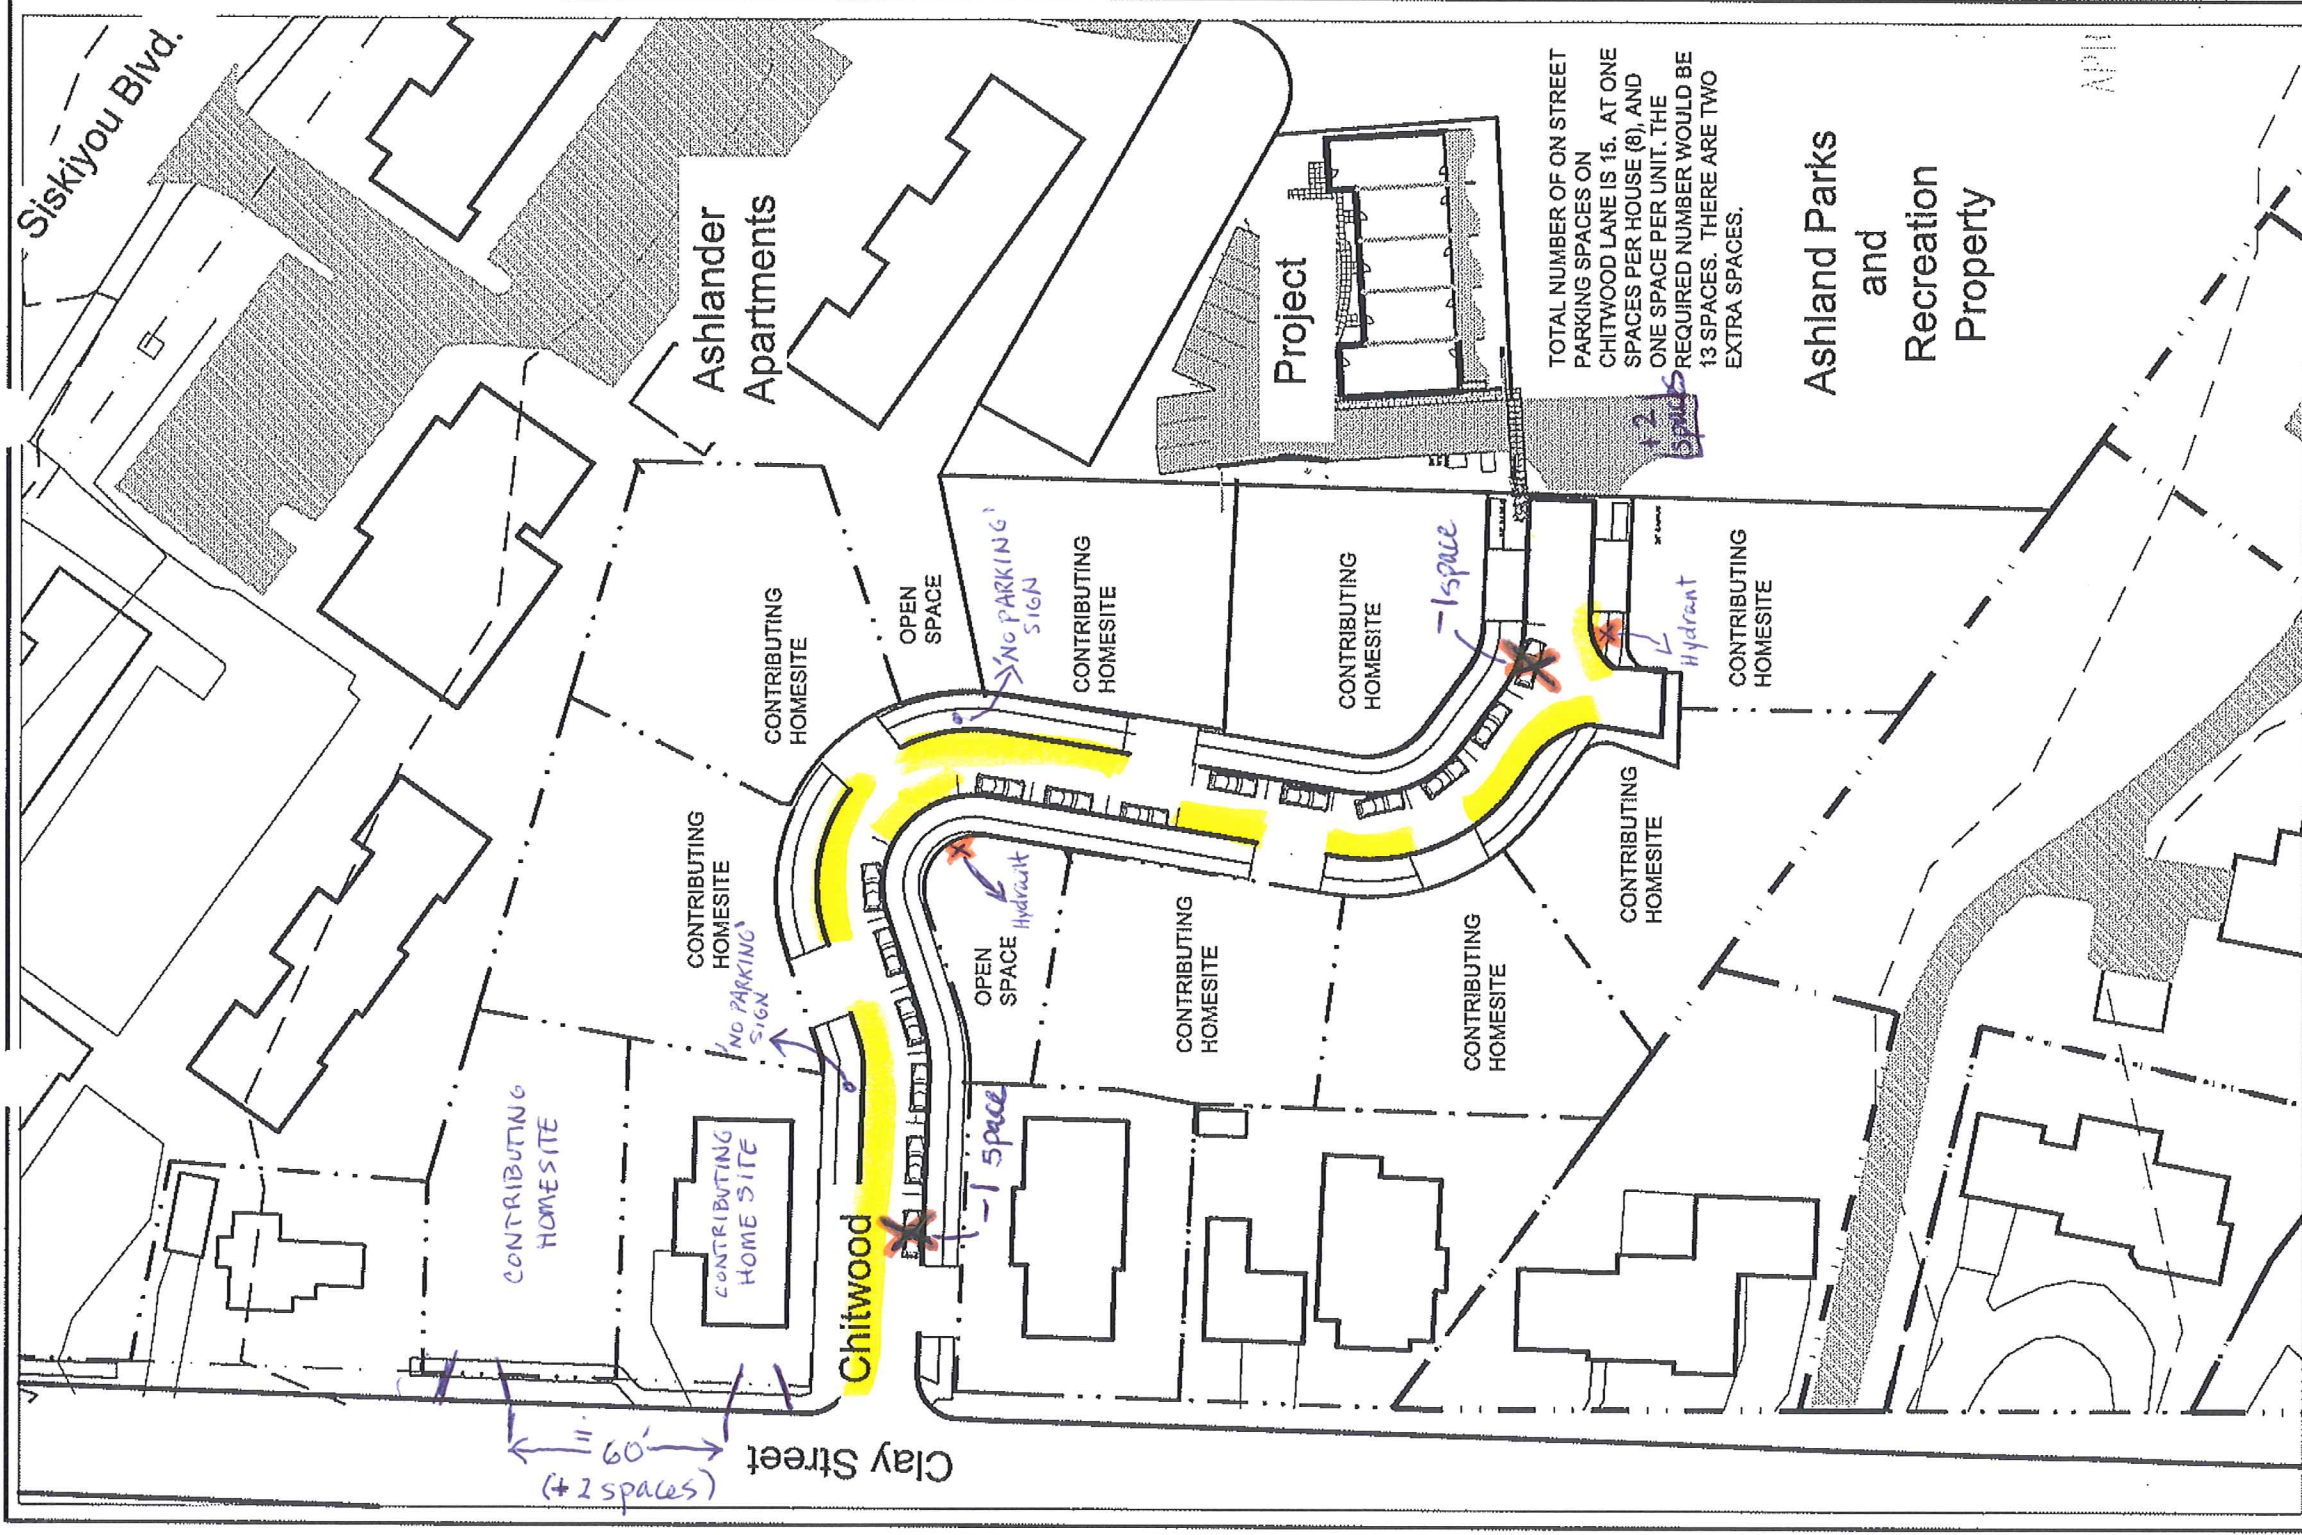 Siskiyou Blvd.
Ashlander
Apartments
Project
TOTAL NUMBER OF ON STREET
PARKING SPACES ON
CHITWOOD LANE IS 15. AT ONE
SPACES PER HOUSE (8), AND
ONE SPACE PER UNIT. THE
REQUIRED NUMBER WOULD BE
13 SPACES. THERE ARE TWO
EXTRA SPACES.
+2
spaces
Ashland Parks
and
Recreation
Property
CONTRIBUTING
HOMESITE
OPEN
SPACE
'NO PARKING'
SIGN
CONTRIBUTING
HOMESITE
CONTRIBUTING
HOMESITE
-1 space
Hydrant
CONTRIBUTING
HOMESITE
CONTRIBUTING
HOMESITE
'NO PARKING'
SIGN
Hydrant
OPEN
SPACE
CONTRIBUTING
HOMESITE
CONTRIBUTING
HOMESITE
CONTRIBUTING
HOMESITE
CONTRIBUTING
HOMESITE
CONTRIBUTING
HOME SITE
-1 space
Chitwood
60'
(+2 spaces)
Clay Street